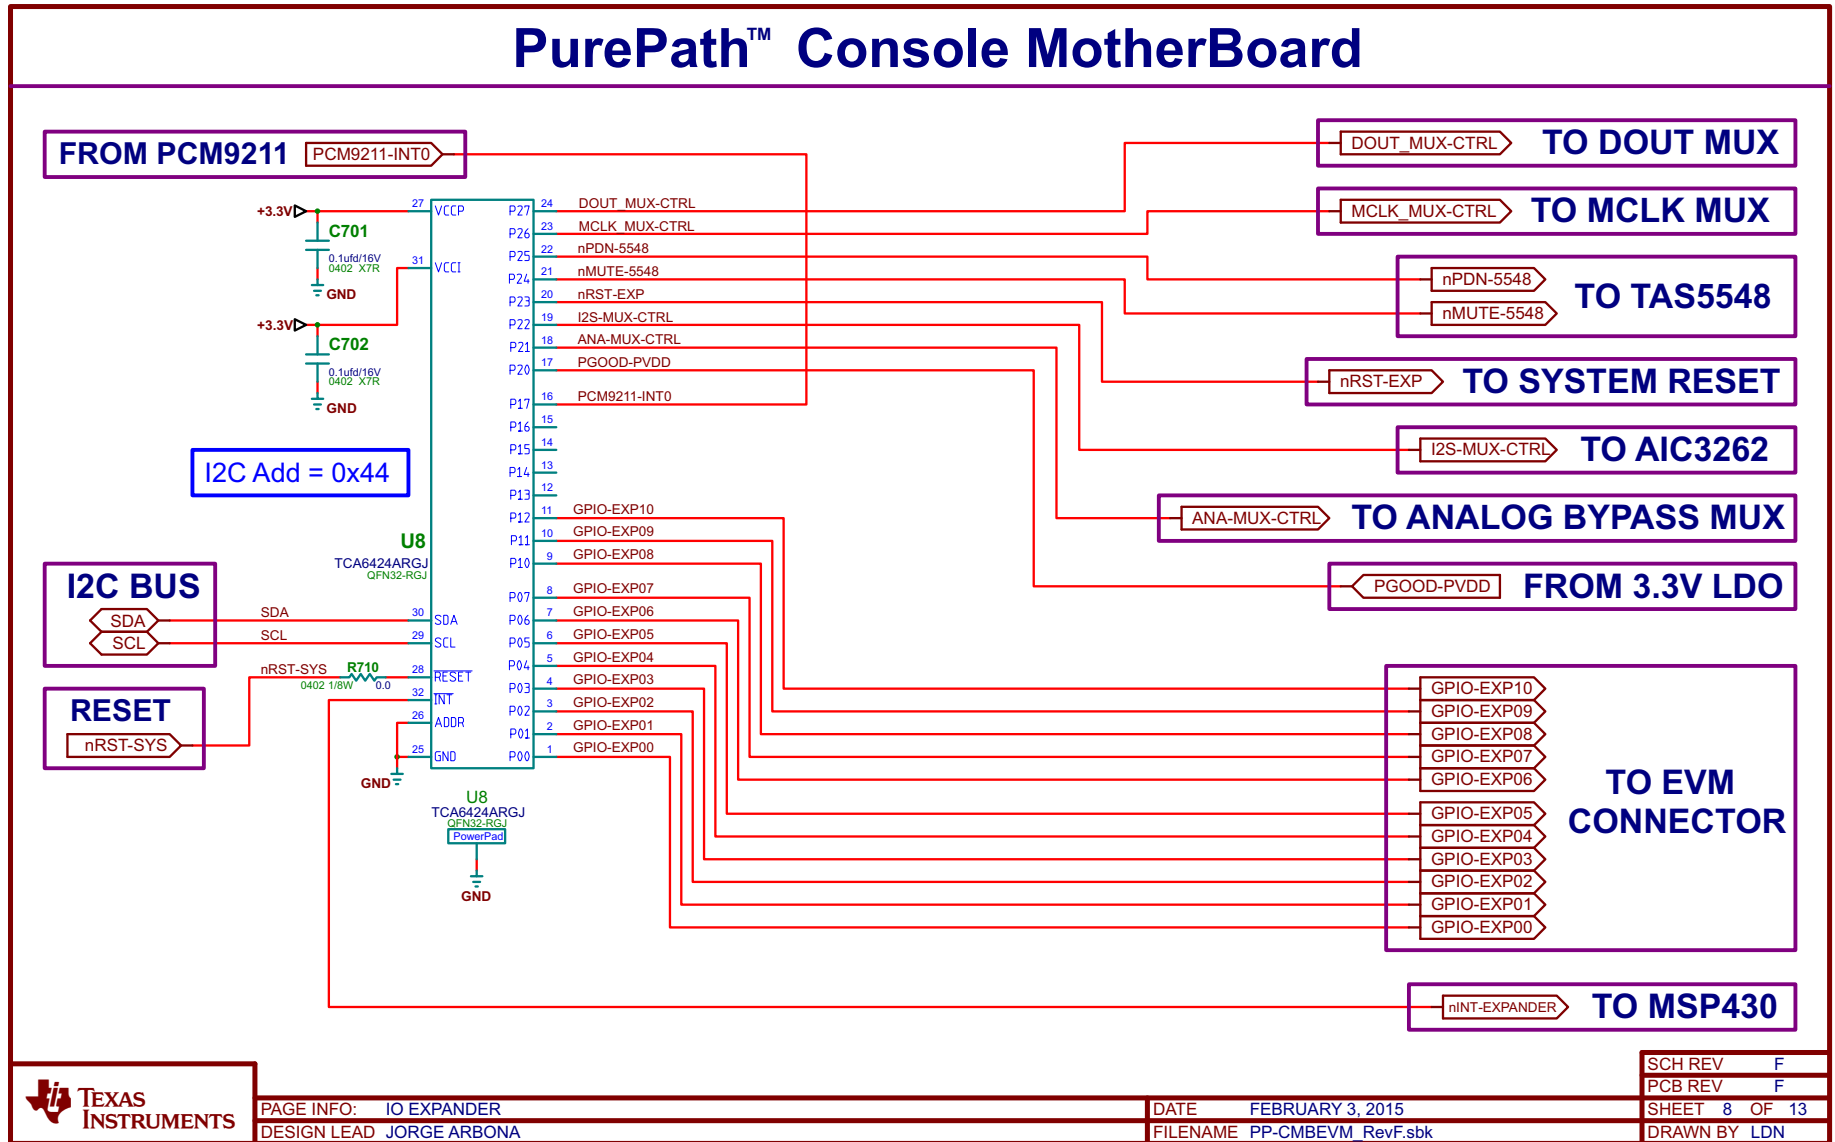 PurePath™ Console MotherBoard
FROM PCM9211 PCM9211-INT0
DOUT_MUX-CTRL TO DOUT MUX
MCLK_MUX-CTRL TO MCLK MUX
nPDN-5548
nMUTE-5548
TO TAS5548
nRST-EXP TO SYSTEM RESET
I2S-MUX-CTRL TO AIC3262
ANA-MUX-CTRL TO ANALOG BYPASS MUX
PGOOD-PVDD FROM 3.3V LDO
+3.3V
C701
0.1ufd/16V
0402 X7R
GND
+3.3V
C702
0.1ufd/16V
0402 X7R
GND
I2C Add = 0x44
U8
TCA6424ARGJ
QFN32-RGJ
I2C BUS
SDA
SCL
SDA
SCL
nRST-SYS R710
0402 1/8W 0.0
RESET
nRST-SYS
GND
27 VCCP
31 VCCI
30 SDA
29 SCL
28 RESET
32 INT
26 ADDR
25 GND
P27 24 DOUT_MUX-CTRL
P26 23 MCLK_MUX-CTRL
P25 22 nPDN-5548
P24 21 nMUTE-5548
P23 20 nRST-EXP
P22 19 I2S-MUX-CTRL
P21 18 ANA-MUX-CTRL
P20 17 PGOOD-PVDD
P17 16 PCM9211-INT0
P16 15
P15 14
P14 13
P13 12
P12 11 GPIO-EXP10
P11 10 GPIO-EXP09
P10 9 GPIO-EXP08
P07 8 GPIO-EXP07
P06 7 GPIO-EXP06
P05 6 GPIO-EXP05
P04 5 GPIO-EXP04
P03 4 GPIO-EXP03
P02 3 GPIO-EXP02
P01 2 GPIO-EXP01
P00 1 GPIO-EXP00
U8
TCA6424ARGJ
QFN32-RGJ
PowerPad
GND
GPIO-EXP10
GPIO-EXP09
GPIO-EXP08
GPIO-EXP07
GPIO-EXP06
GPIO-EXP05
GPIO-EXP04
GPIO-EXP03
GPIO-EXP02
GPIO-EXP01
GPIO-EXP00
TO EVM
CONNECTOR
nINT-EXPANDER TO MSP430
TEXAS
INSTRUMENTS
PAGE INFO: IO EXPANDER
DESIGN LEAD JORGE ARBONA
DATE FEBRUARY 3, 2015
FILENAME PP-CMBEVM_RevF.sbk
SCH REV F
PCB REV F
SHEET 8 OF 13
DRAWN BY LDN